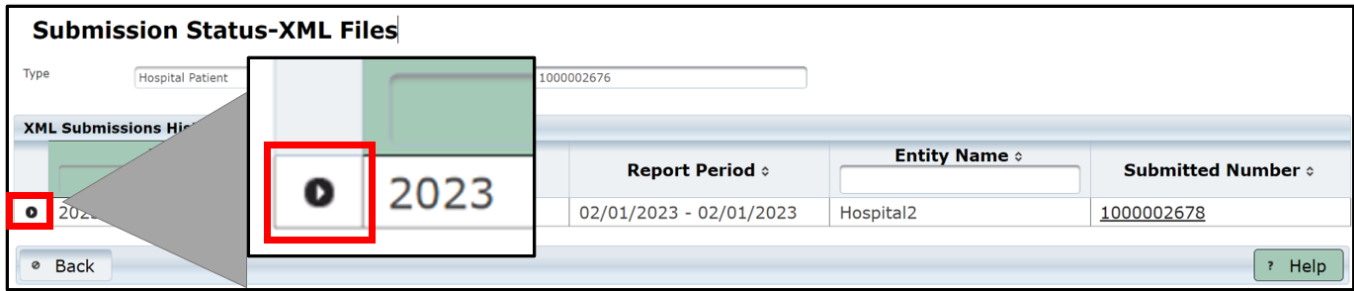 Submission Status-XML Files
Type Hospital Patient 1000002676
XML Submissions His
Report Period Entity Name Submitted Number
2023
202 02/01/2023 - 02/01/2023 Hospital2 1000002678
Back ? Help